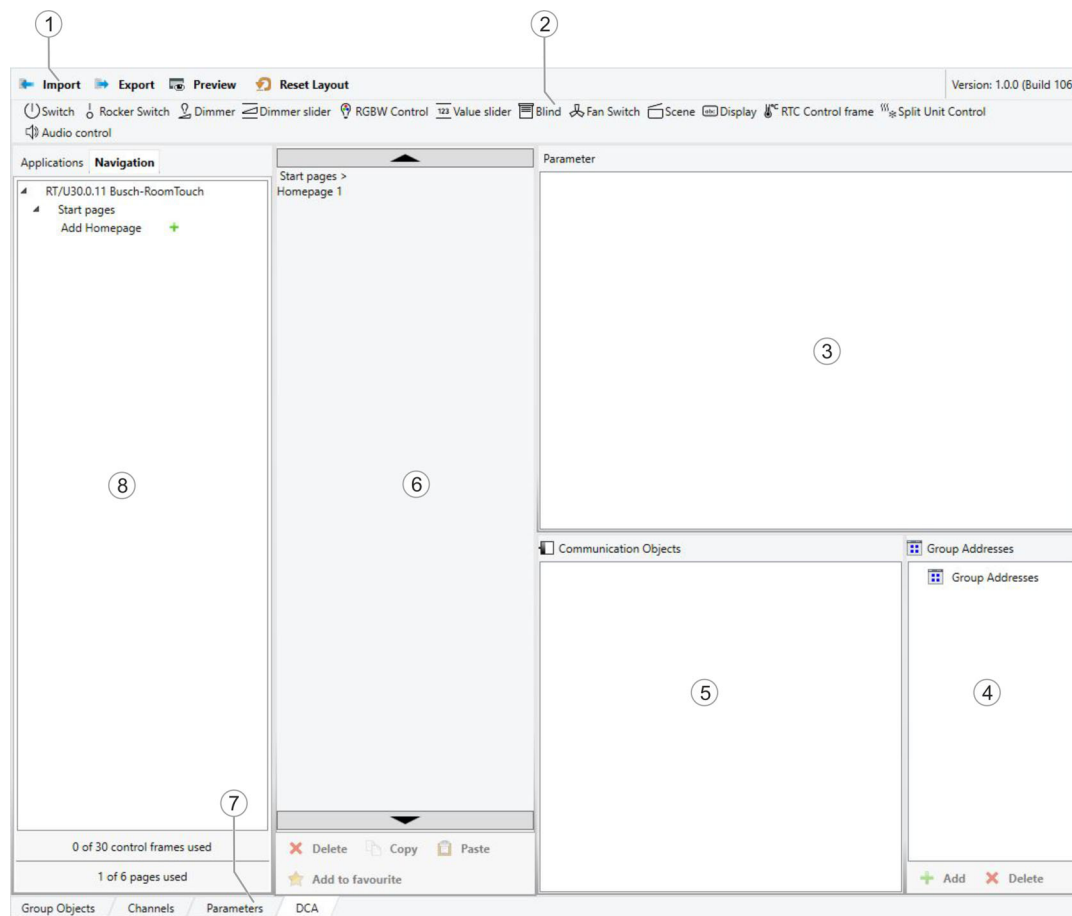 1
2
Import Export Preview Reset Layout Version: 1.0.0 (Build 106
Switch Rocker Switch Dimmer Dimmer slider RGBW Control 123 Value slider Blind Fan Switch Scene abc Display °C RTC Control frame Split Unit Control
Audio control
Applications Navigation
RT/U30.0.11 Busch-RoomTouch
Start pages
Add Homepage
8
0 of 30 control frames used
1 of 6 pages used
Start pages >
Homepage 1
6
Delete Copy Paste
Add to favourite
Parameter
3
Communication Objects
5
Group Addresses
Group Addresses
4
Add Delete
7
Group Objects Channels Parameters DCA